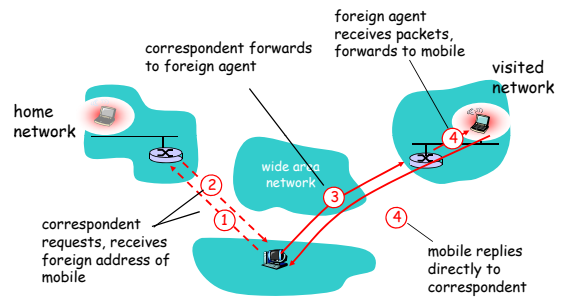 foreign agent
receives packets,
forwards to mobile
correspondent forwards
to foreign agent
visited
network
home
network
wide area
network
4
2
3
1
4
correspondent
requests, receives
foreign address of
mobile
mobile replies
directly to
correspondent